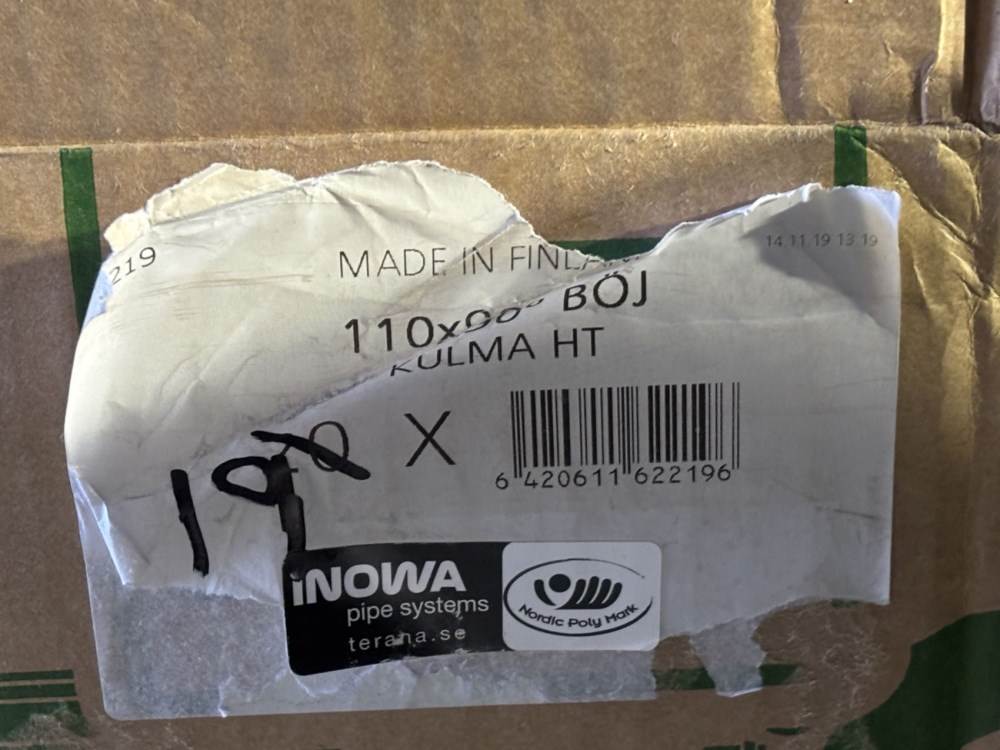 219
14 11 19 13 19
MADE IN
110x90° BÖJ
KULMA HT
X
6 420611 622196
iNOWA
pipe systems
terana.se
Nordic Poly Mark